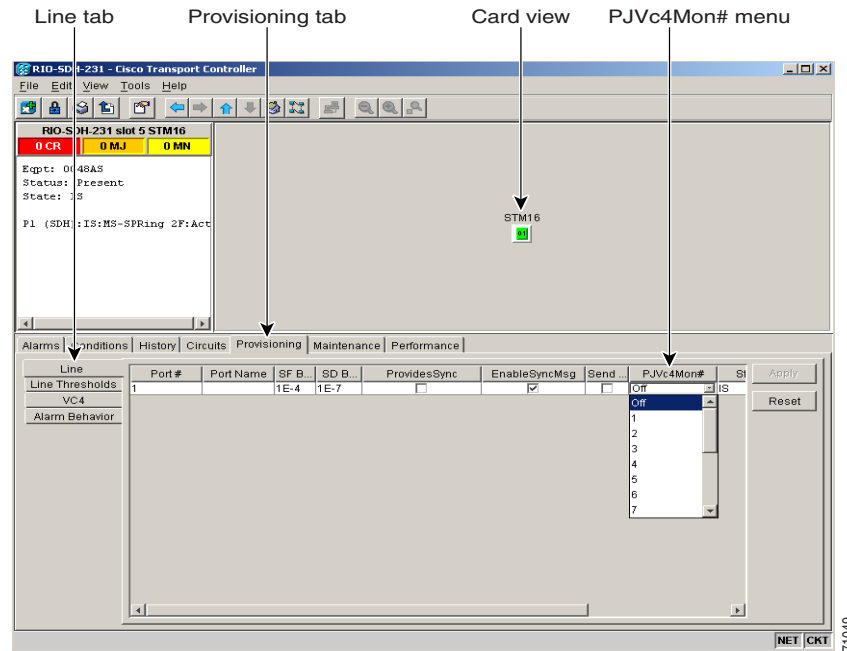 Line tab Provisioning tab Card view PJVc4Mon# menu
RIO-SDH-231 - Cisco Transport Controller
File Edit View Tools Help
RIO-SDH-231 slot 5 STM16
0 CR 0 MJ 0 MN
Eqpt: OC48AS
Status: Present
State: IS
P1 (SDH):IS:MS-SPRing 2F:Act
STM16
01
Alarms Conditions History Circuits Provisioning Maintenance Performance
Line
Line Thresholds
VC4
Alarm Behavior
Port # Port Name SF B... SD B... ProvidesSync EnableSyncMsg Send ... PJVc4Mon# St
1 1E-4 1E-7 Off IS
Off
1
2
3
4
5
6
7
Apply
Reset
NET CKT
71949